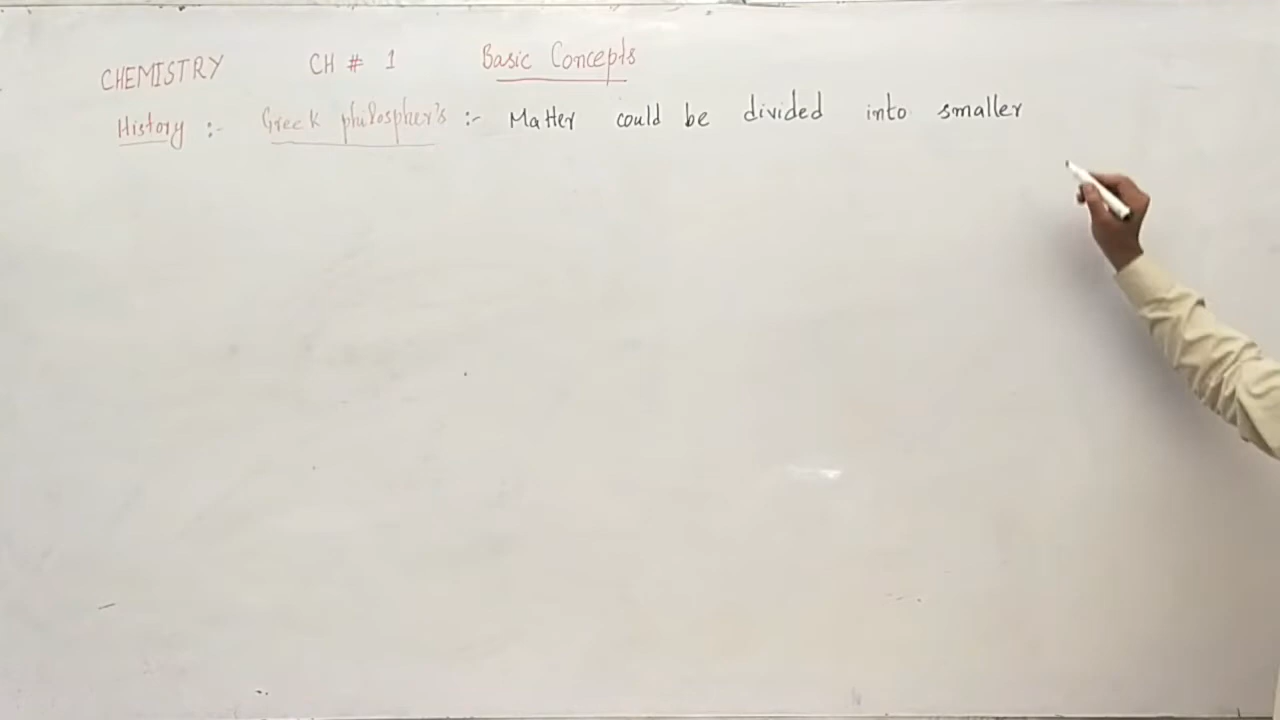 CHEMISTRY CH # 1 Basic Concepts
History :- Greek philospher's :- Matter could be divided into smaller